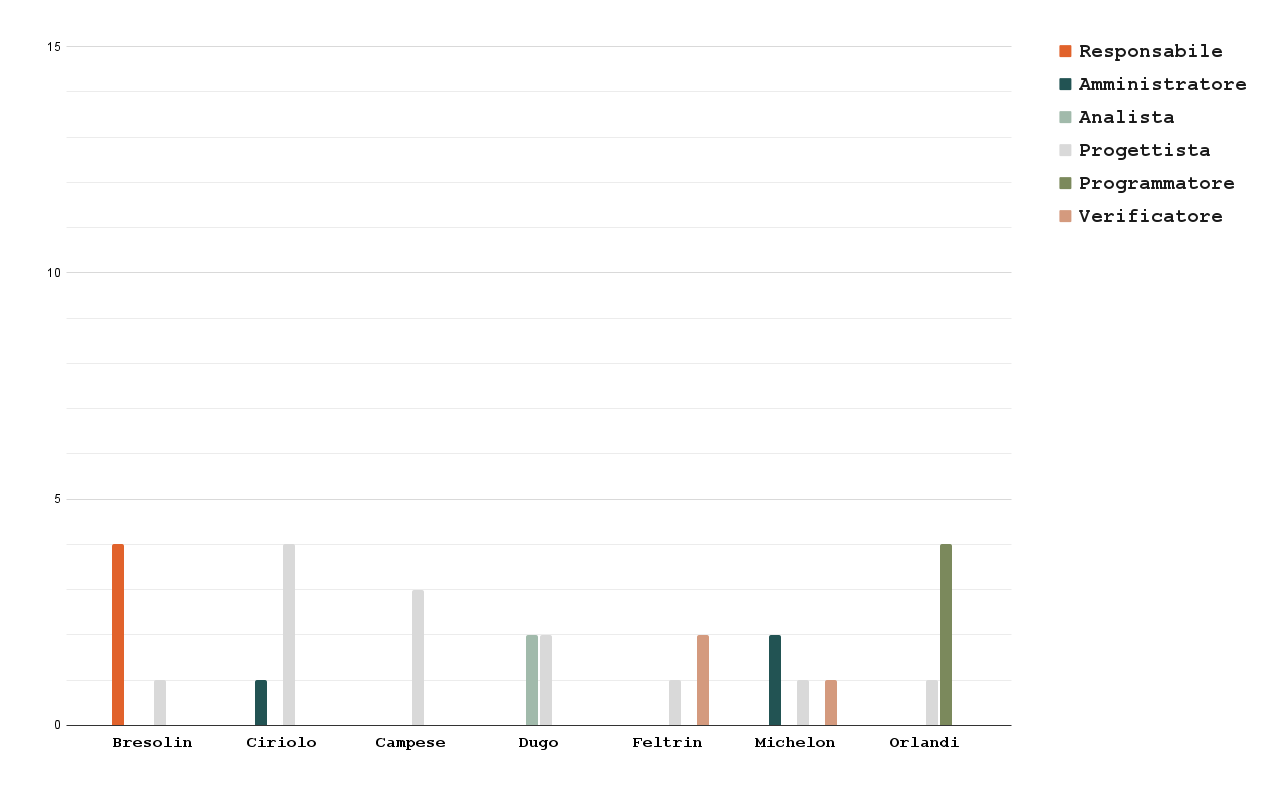 15
10
5
0
Bresolin Ciriolo Campese Dugo Feltrin Michelon Orlandi
Responsabile
Amministratore
Analista
Progettista
Programmatore
Verificatore